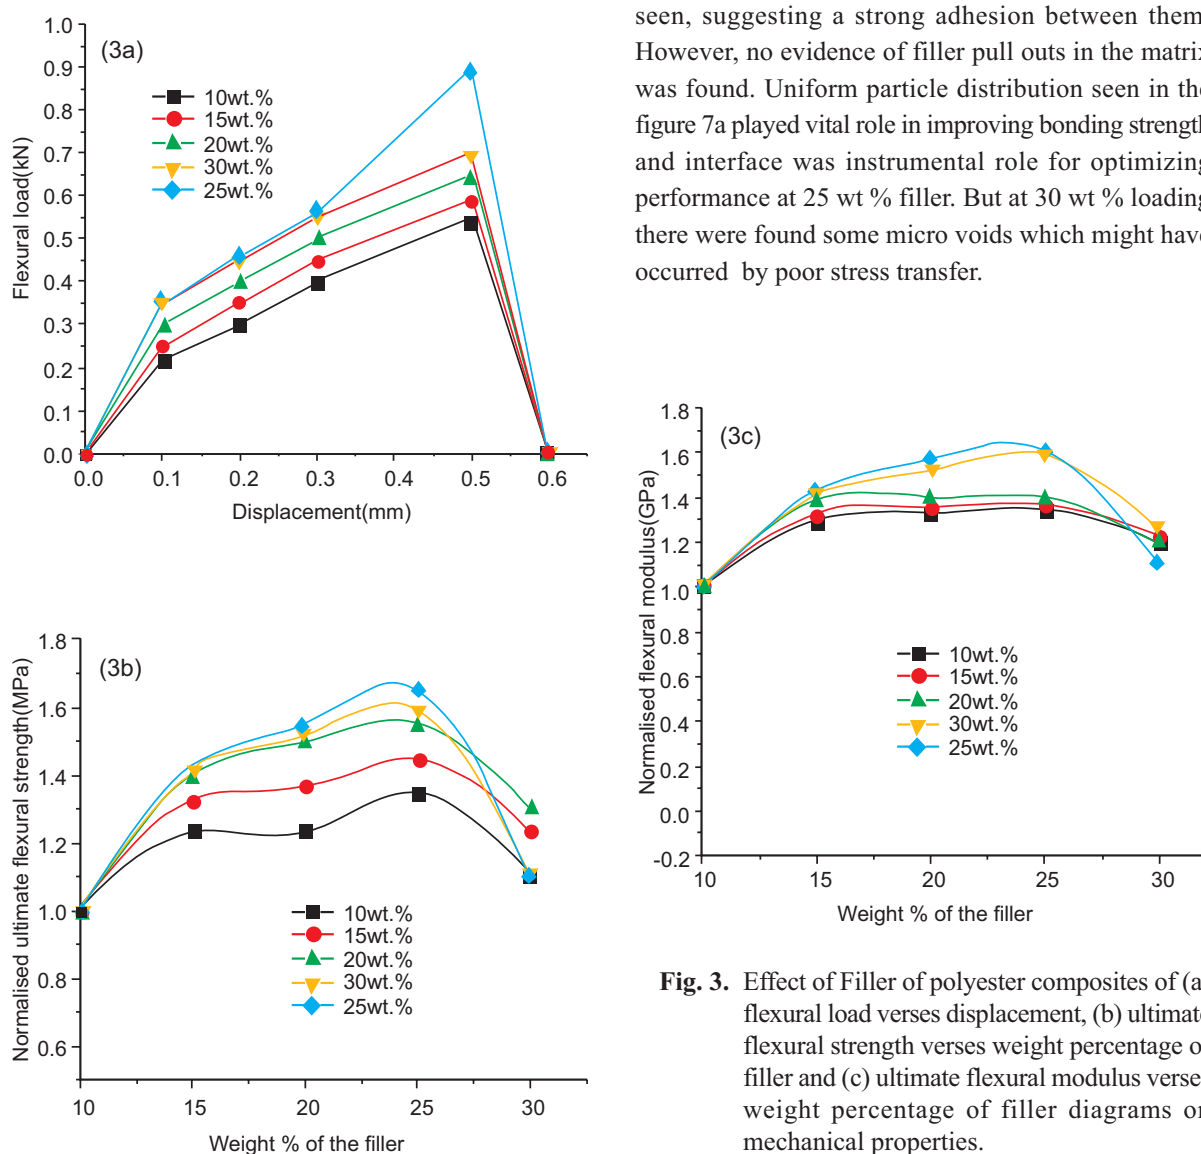 seen, suggesting a strong adhesion between them
However, no evidence of filler pull outs in the matrix
was found. Uniform particle distribution seen in the
figure 7a played vital role in improving bonding strength
and interface was instrumental role for optimizing
performance at 25 wt % filler. But at 30 wt % loading
there were found some micro voids which might have
occurred by poor stress transfer.
(3a)
Flexural load(kN)
1.0
0.9
0.8
0.7
0.6
0.5
0.4
0.3
0.2
0.1
0.0
10wt.%
15wt.%
20wt.%
30wt.%
25wt.%
0.0 0.1 0.2 0.3 0.4 0.5 0.6
Displacement(mm)
(3b)
Normalised ultimate flexural strength(MPa)
1.8
1.6
1.4
1.2
1.0
0.8
0.6
10wt.%
15wt.%
20wt.%
30wt.%
25wt.%
10 15 20 25 30
Weight % of the filler
(3c)
Normalised flexural modulus(GPa)
1.8
1.6
1.4
1.2
1.0
0.8
0.6
0.4
0.2
0.0
-0.2
10wt.%
15wt.%
20wt.%
30wt.%
25wt.%
10 15 20 25 30
Weight % of the filler
Fig. 3. Effect of Filler of polyester composites of (a
flexural load verses displacement, (b) ultimate
flexural strength verses weight percentage o
filler and (c) ultimate flexural modulus verse
weight percentage of filler diagrams on
mechanical properties.